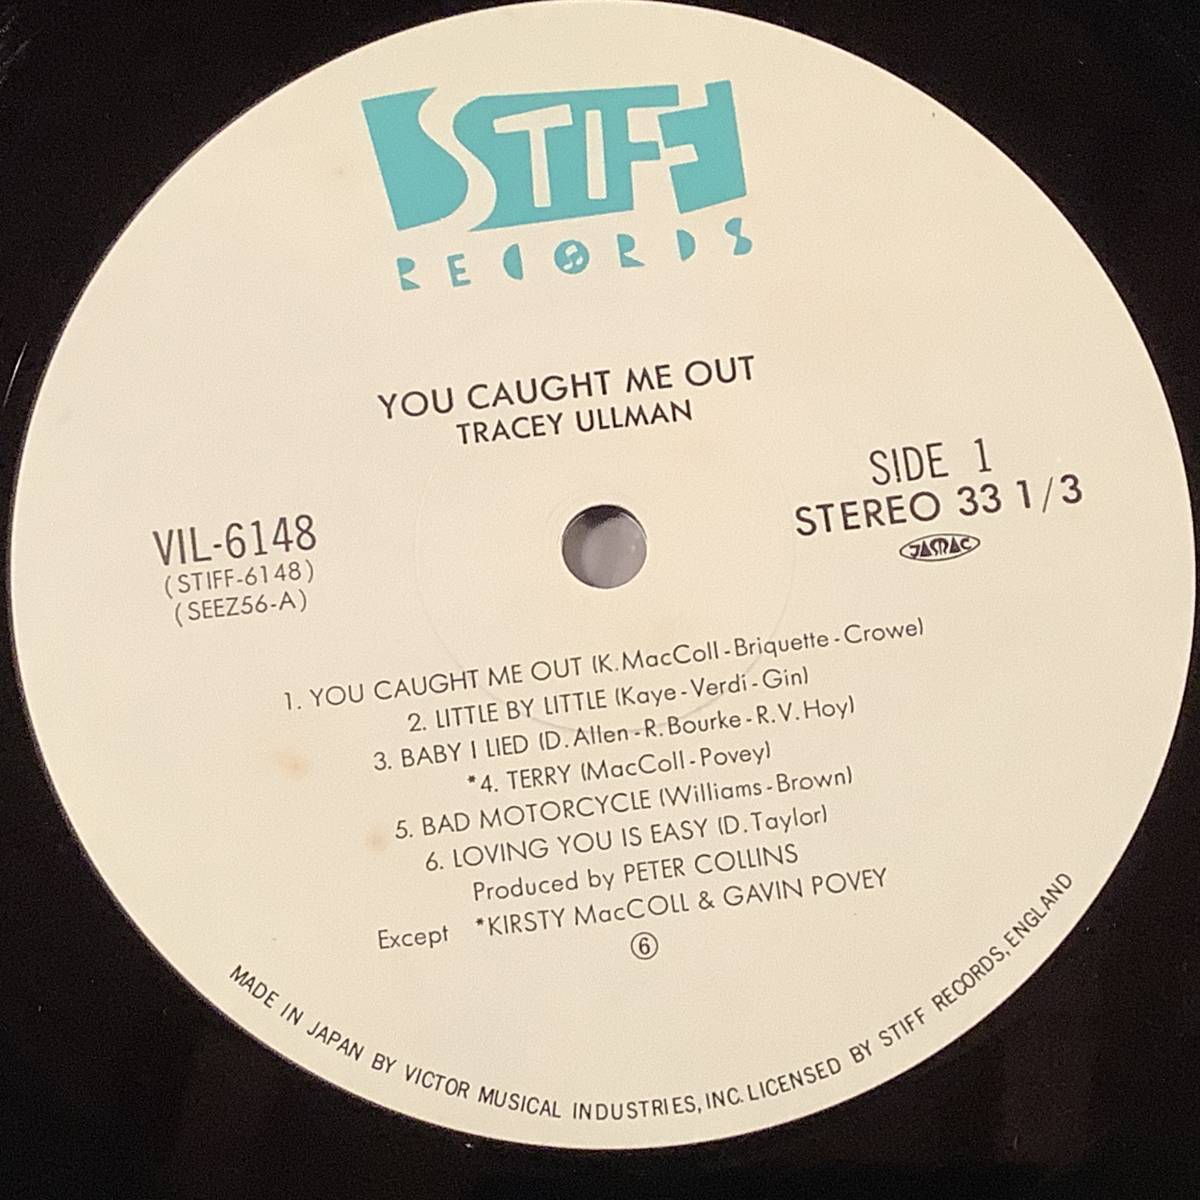 STIFF
RECORDS
YOU CAUGHT ME OUT
TRACEY ULLMAN
SIDE 1
STEREO 33 1/3
JASRAC
VIL-6148
(STIFF-6148)
(SEEZ56-A)
1. YOU CAUGHT ME OUT (K.MacColl-Briquette-Crowe)
2. LITTLE BY LITTLE (Kaye-Verdi-Gin)
3. BABY I LIED (D.Allen-R.Bourke-R.V.Hoy)
*4. TERRY (MacColl-Povey)
5. BAD MOTORCYCLE (Williams-Brown)
6. LOVING YOU IS EASY (D.Taylor)
Produced by PETER COLLINS
Except *KIRSTY MacCOLL & GAVIN POVEY
⑥
MADE IN JAPAN BY VICTOR MUSICAL INDUSTRIES, INC. LICENSED BY STIFF RECORDS, ENGLAND